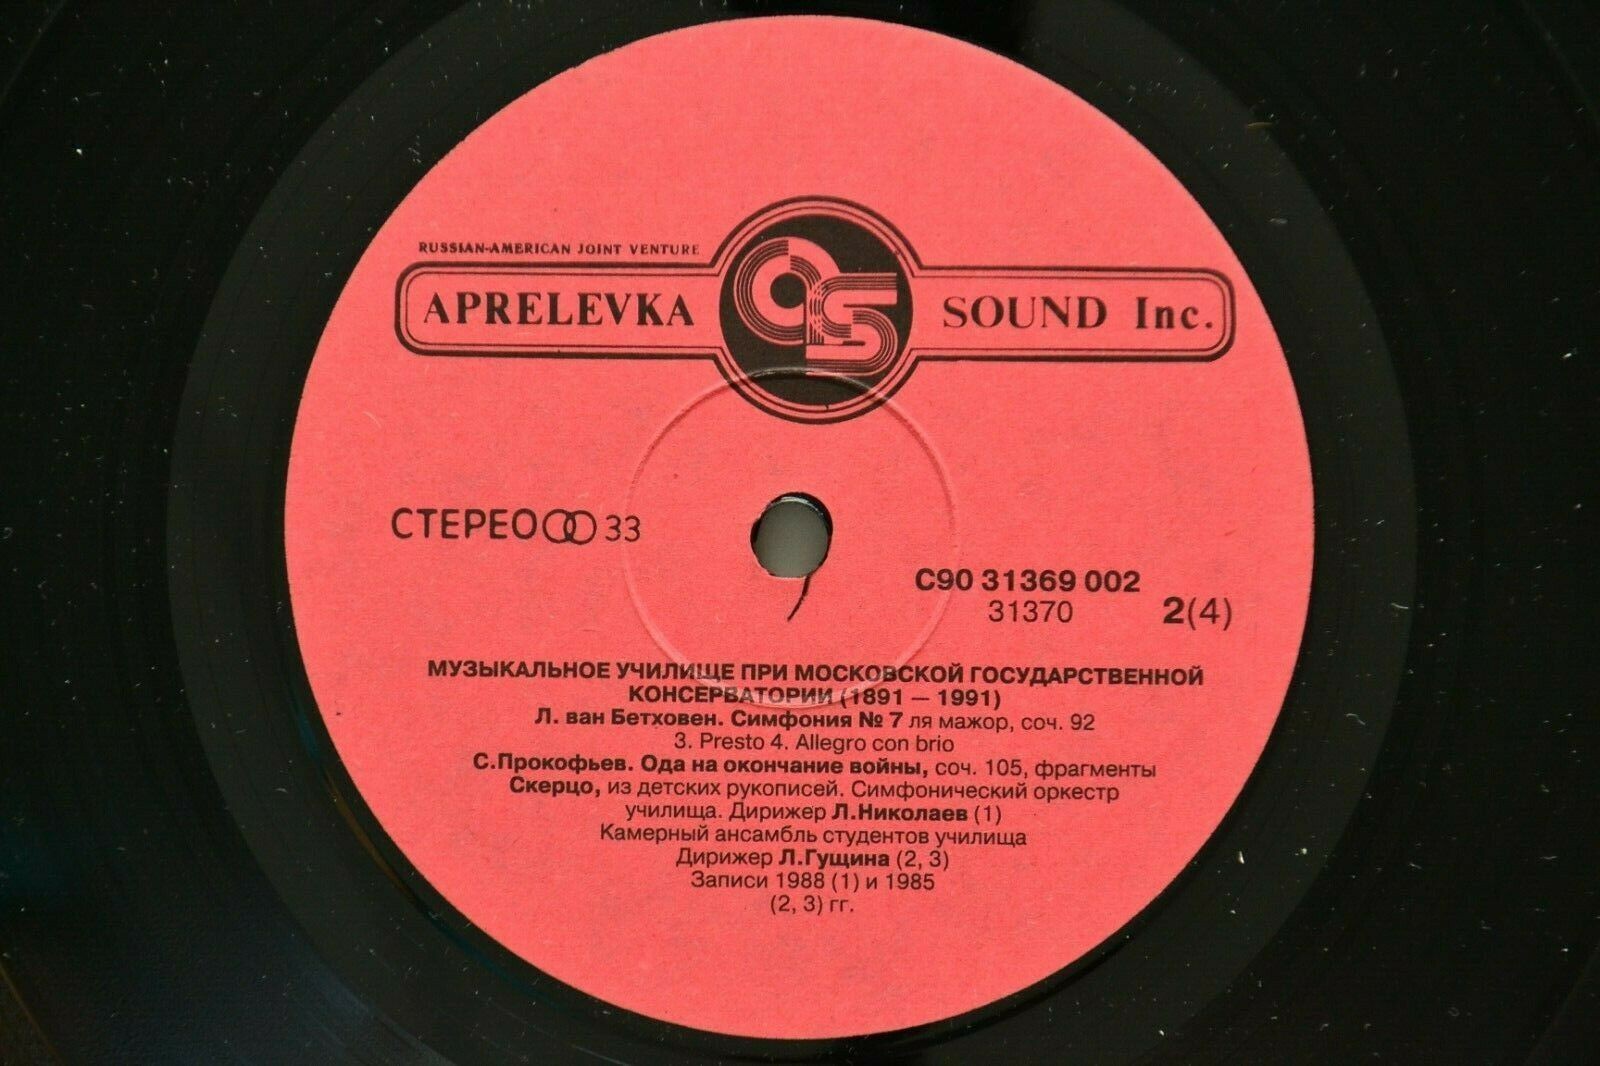 RUSSIAN-AMERICAN JOINT VENTURE
APRELEVKA SOUND Inc.
СТЕРЕО 33
С90 31369 002
31370 2(4)
МУЗЫКАЛЬНОЕ УЧИЛИЩЕ ПРИ МОСКОВСКОЙ ГОСУДАРСТВЕННОЙ
КОНСЕРВАТОРИИ (1891 — 1991)
Л. ван Бетховен. Симфония № 7 ля мажор, соч. 92
3. Presto 4. Allegro con brio
С.Прокофьев. Ода на окончание войны, соч. 105, фрагменты
Скерцо, из детских рукописей. Симфонический оркестр
училища. Дирижер Л.Николаев (1)
Камерный ансамбль студентов училища
Дирижер Л.Гущина (2, 3)
Записи 1988 (1) и 1985
(2, 3) гг.